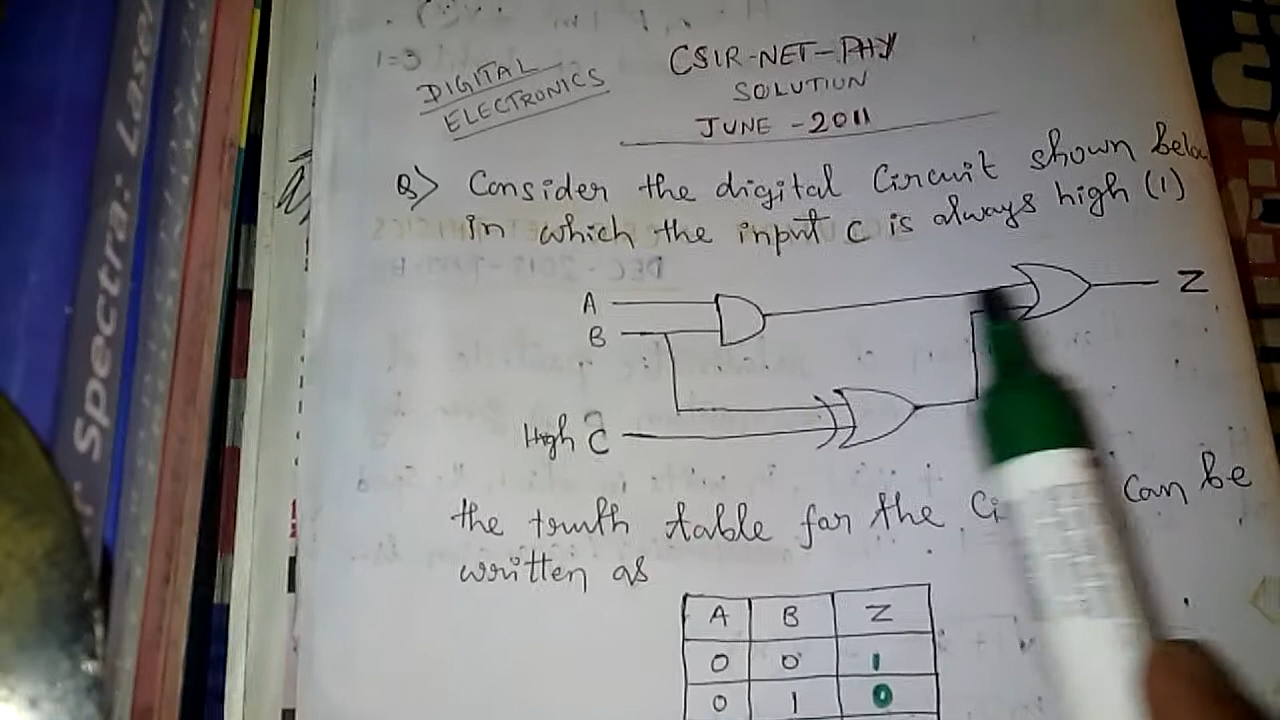 1=3
DIGITAL
ELECTRONICS
CSIR-NET-PHY
SOLUTION
JUNE - 2011
Q> Consider the digital Circuit shown
in which the input C is always high (1)
A
B
Z
High C
the truth table for the can be
written as
A B Z
0 0 1
0 1 0
Spectra: Laser